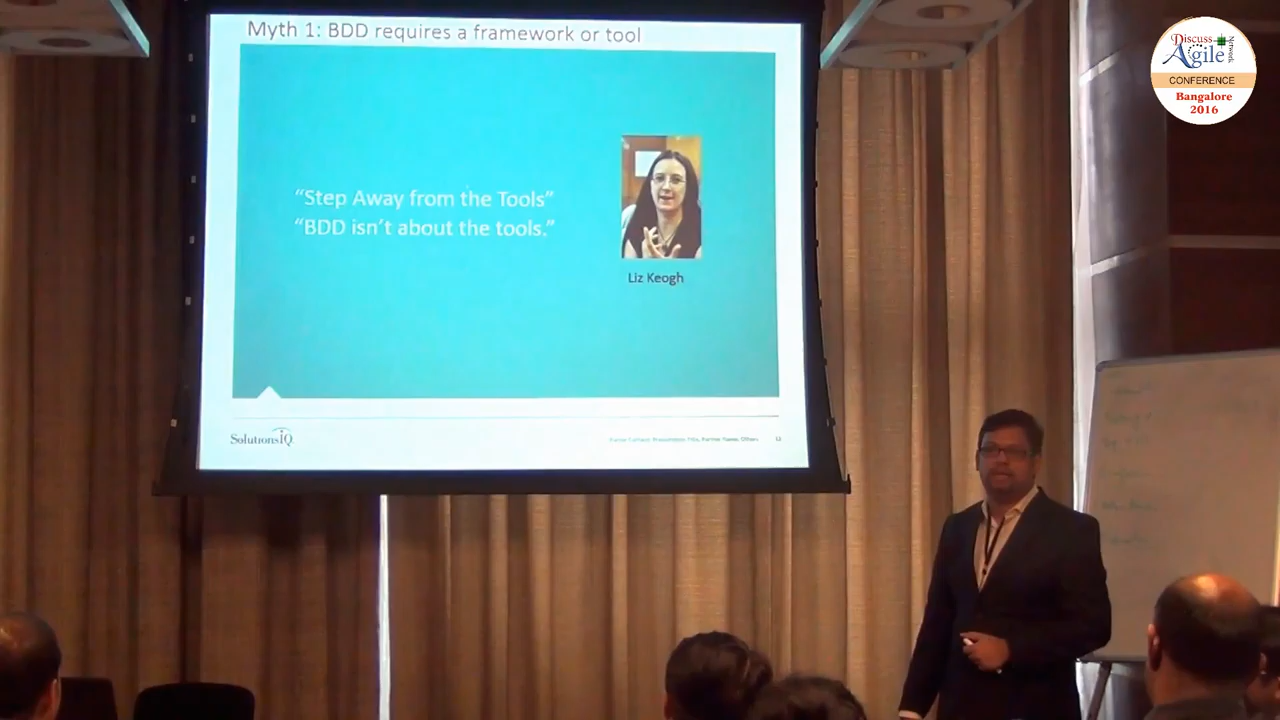 Myth 1: BDD requires a framework or tool
“Step Away from the Tools”
“BDD isn’t about the tools.”
Liz Keogh
SolutionsIQ
Discuss
Agile
Network
CONFERENCE
Bangalore
2016